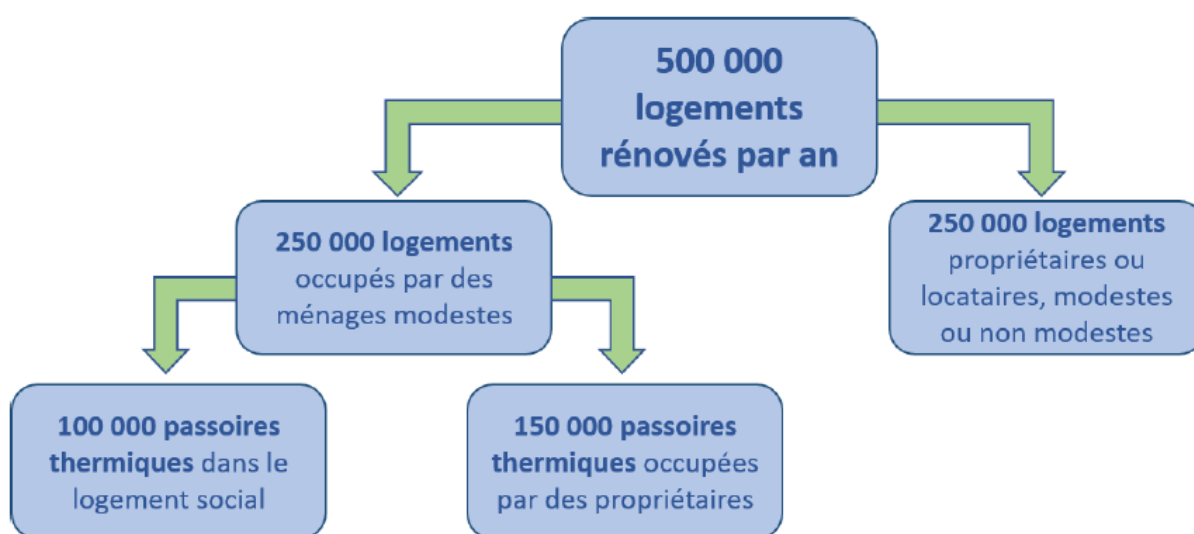 500 000
logements
rénovés par an
250 000 logements
occupés par des
ménages modestes
250 000 logements
propriétaires ou
locataires, modestes
ou non modestes
100 000 passoires
thermiques dans le
logement social
150 000 passoires
thermiques occupées
par des propriétaires